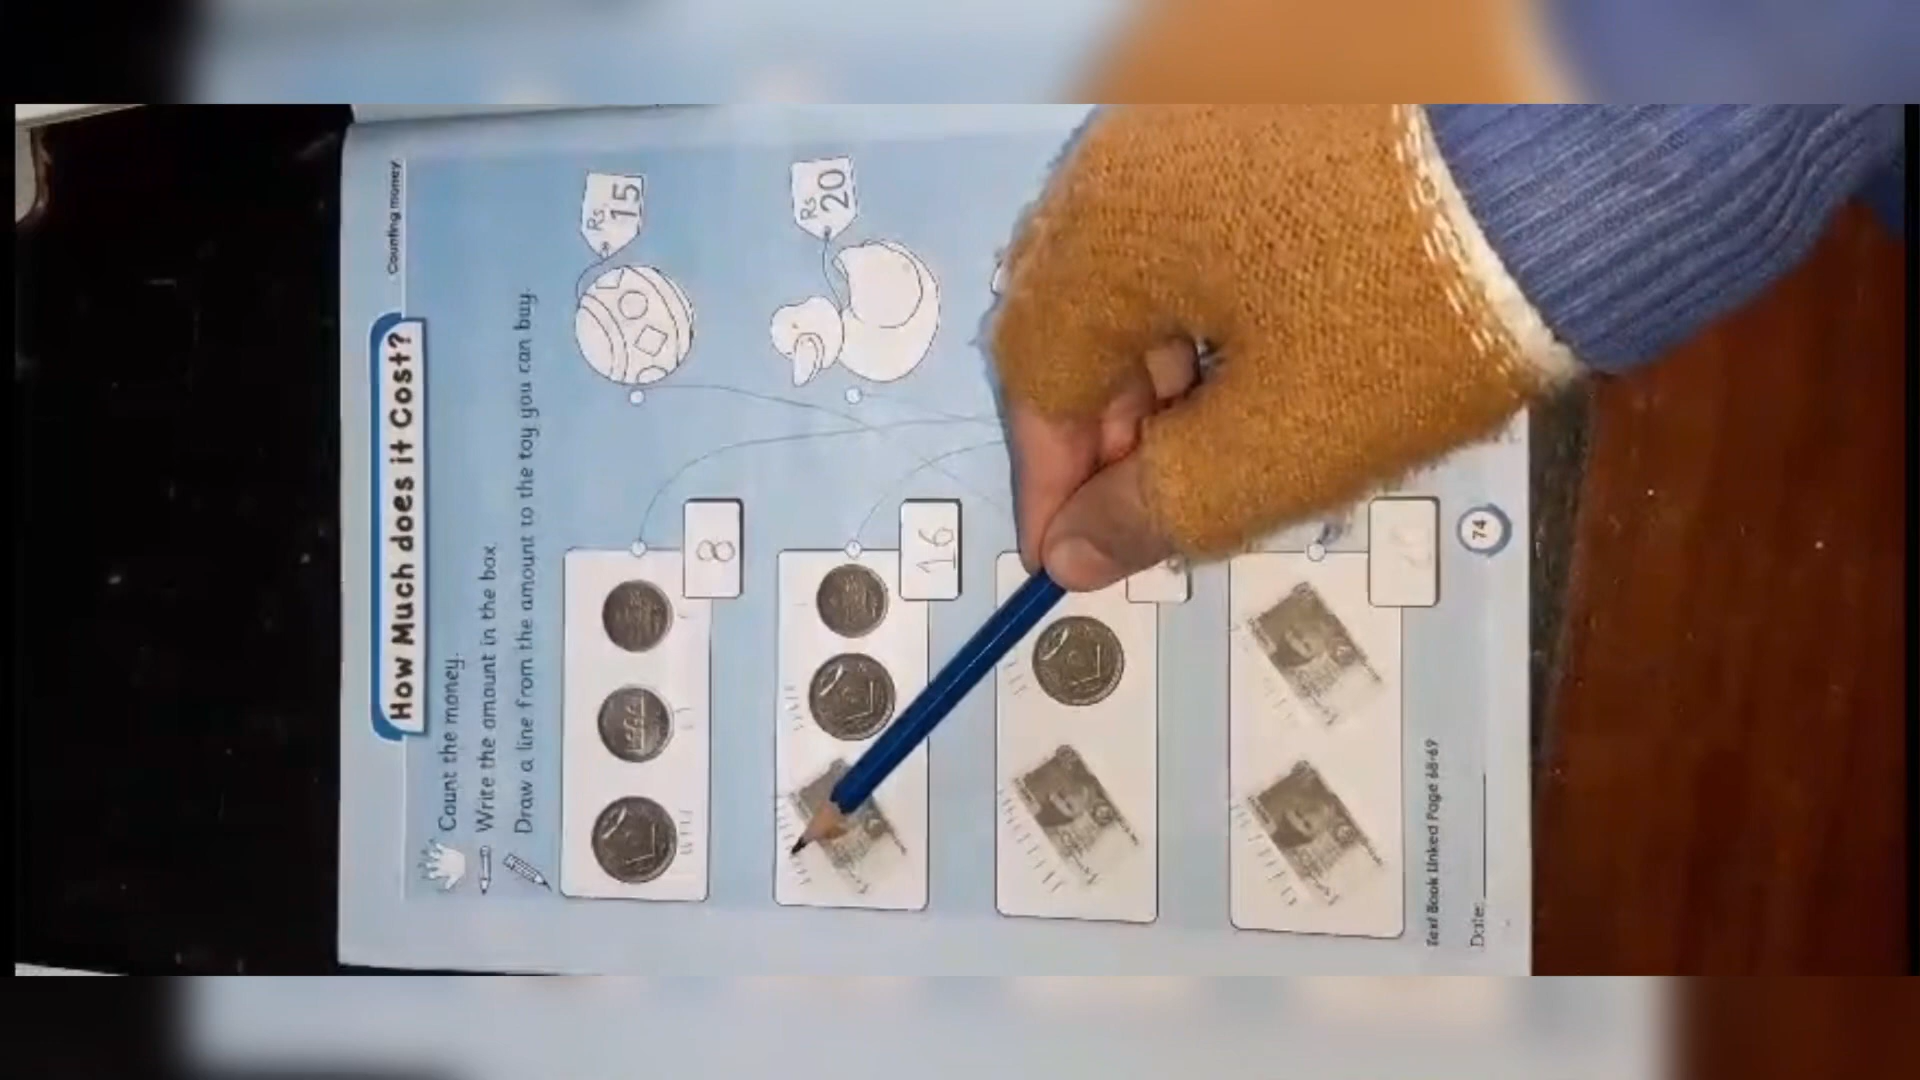 Counting money
How Much does it Cost?
Count the money.
Write the amount in the box.
Draw a line from the amount to the toy you can buy.
8
Rs.
15
16
Rs
20
Text Book Linked Page 68-69
Date:
74